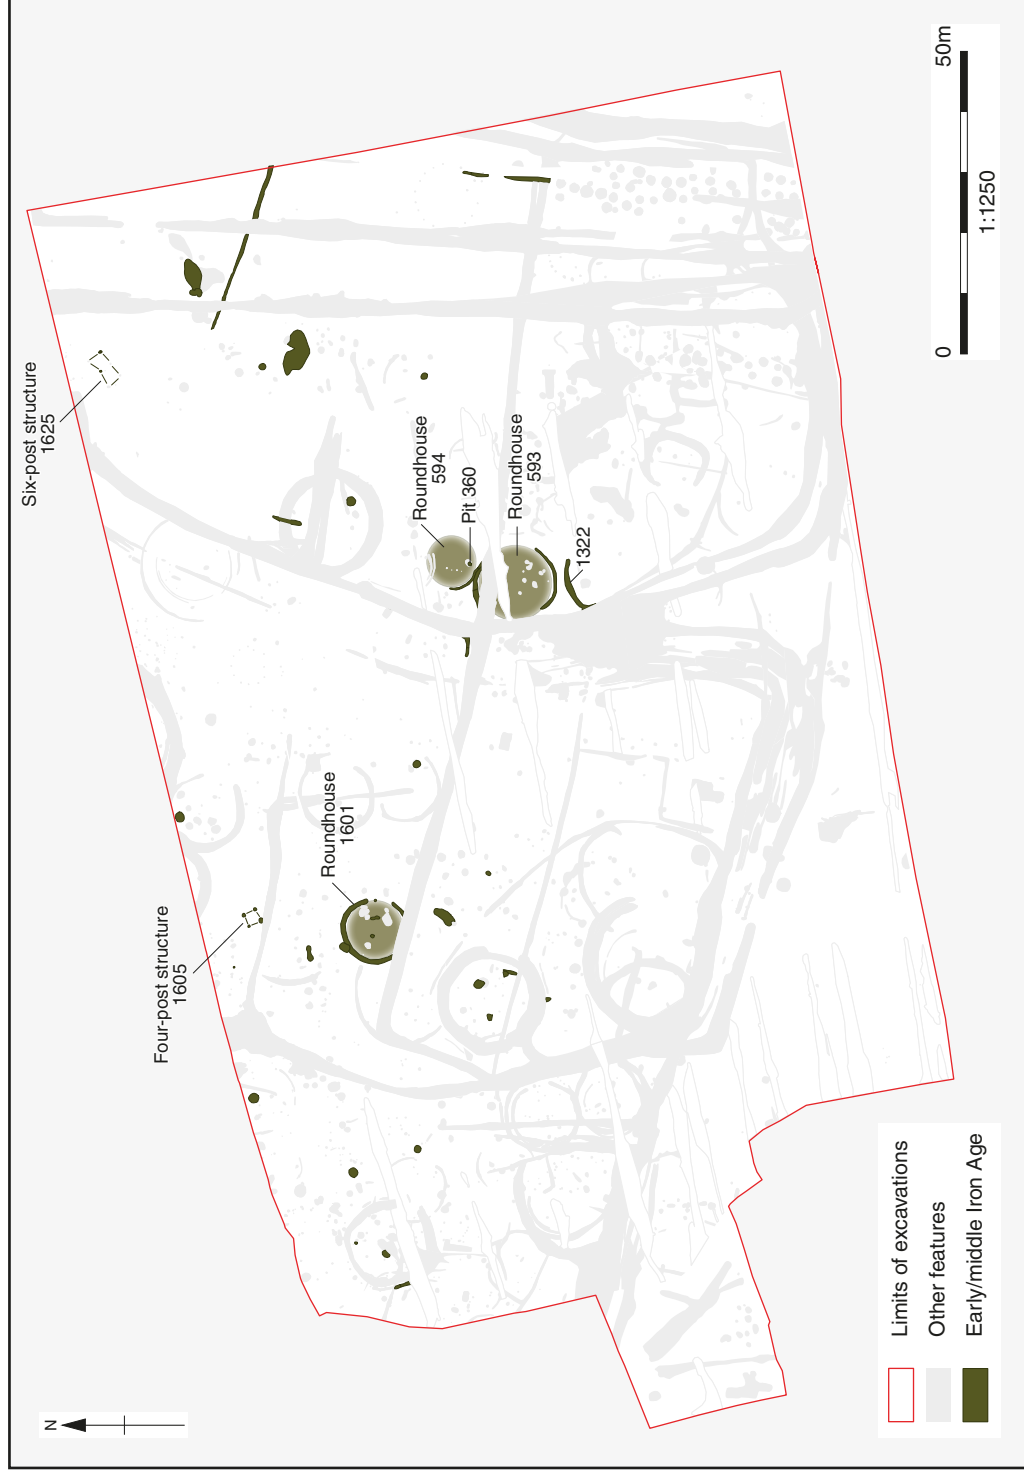 Six-post structure
1625
Four-post structure
1605
Roundhouse
1601
Roundhouse
594
Pit 360
Roundhouse
593
1322
N
Limits of excavations
Other features
Early/middle Iron Age
0
50m
1:1250